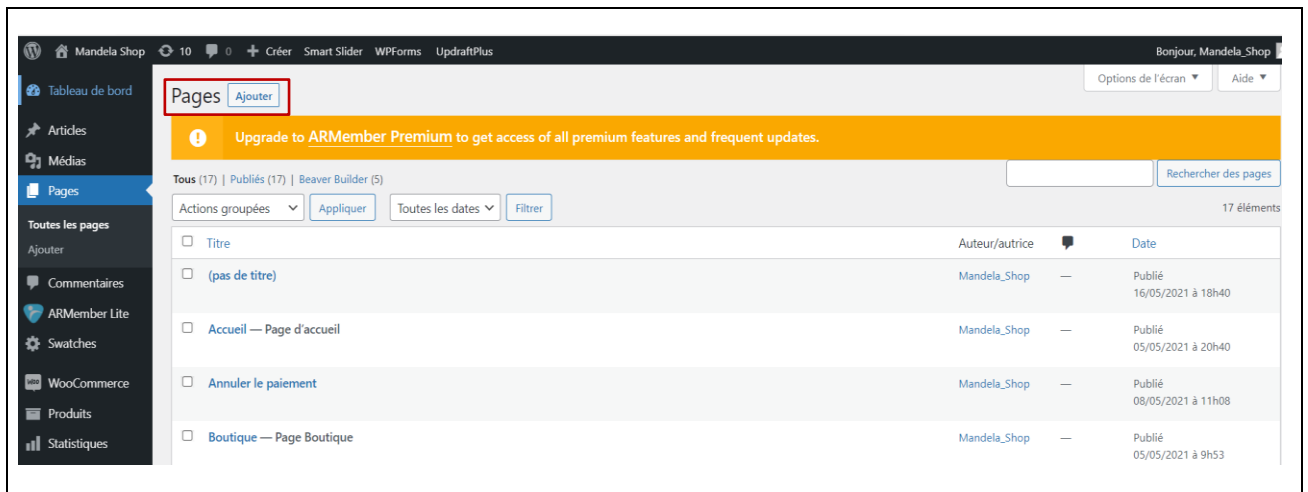 Mandela Shop 10 0 Créer Smart Slider WPForms UpdraftPlus Bonjour, Mandela_Shop
Options de l'écran Aide
Tableau de bord
Articles
Médias
Pages
Toutes les pages
Ajouter
Commentaires
ARMember Lite
Swatches
WooCommerce
Produits
Statistiques
Pages Ajouter
Upgrade to ARMember Premium to get access of all premium features and frequent updates.
Tous (17) | Publiés (17) | Beaver Builder (5)
Rechercher des pages
Actions groupées Appliquer Toutes les dates Filtrer
17 éléments
Titre Auteur/autrice Date
(pas de titre) Mandela_Shop — Publié
16/05/2021 à 18h40
Accueil — Page d'accueil Mandela_Shop — Publié
05/05/2021 à 20h40
Annuler le paiement Mandela_Shop — Publié
08/05/2021 à 11h08
Boutique — Page Boutique Mandela_Shop — Publié
05/05/2021 à 9h53